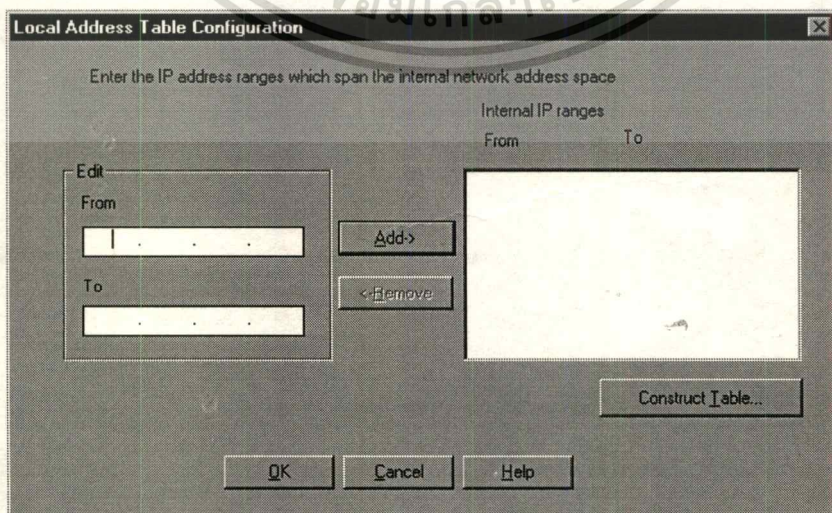 Local Address Table Configuration
Enter the IP address ranges which span the internal network address space
Internal IP ranges
From To
Edit
From
Add->
To
<-Remove
Construct Table...
OK Cancel Help